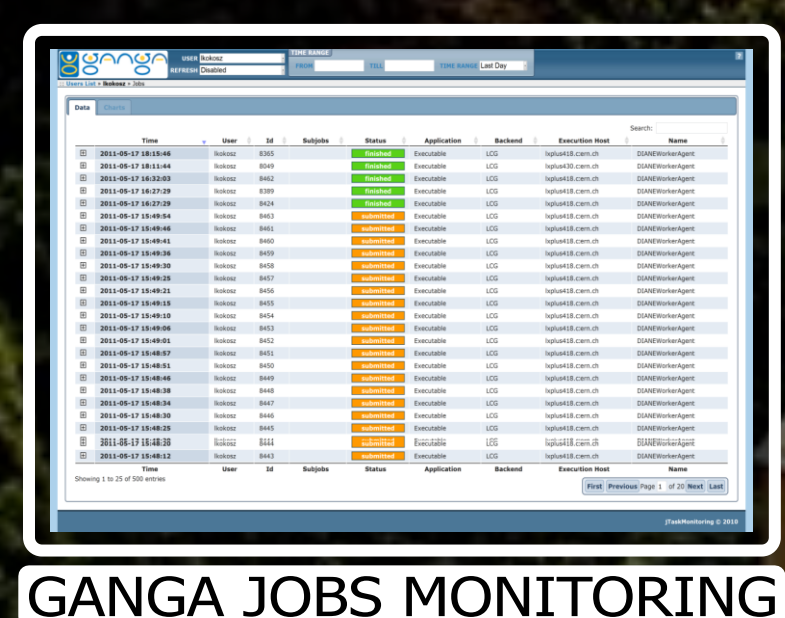 ganga USER lkokosz TIME RANGE
REFRESH Disabled FROM TILL TIME RANGE Last Day ?
:: Users List » lkokosz » Jobs
Data Charts
Search:
Time User Id Subjobs Status Application Backend Execution Host Name
2011-05-17 18:15:46 lkokosz 8365 finished Executable LCG lxplus418.cern.ch DIANEWorkerAgent
2011-05-17 18:11:44 lkokosz 8049 finished Executable LCG lxplus430.cern.ch DIANEWorkerAgent
2011-05-17 16:32:03 lkokosz 8462 finished Executable LCG lxplus418.cern.ch DIANEWorkerAgent
2011-05-17 16:27:29 lkokosz 8389 finished Executable LCG lxplus418.cern.ch DIANEWorkerAgent
2011-05-17 16:27:29 lkokosz 8424 finished Executable LCG lxplus418.cern.ch DIANEWorkerAgent
2011-05-17 15:49:54 lkokosz 8463 submitted Executable LCG lxplus418.cern.ch DIANEWorkerAgent
2011-05-17 15:49:46 lkokosz 8461 submitted Executable LCG lxplus418.cern.ch DIANEWorkerAgent
2011-05-17 15:49:41 lkokosz 8460 submitted Executable LCG lxplus418.cern.ch DIANEWorkerAgent
2011-05-17 15:49:36 lkokosz 8459 submitted Executable LCG lxplus418.cern.ch DIANEWorkerAgent
2011-05-17 15:49:30 lkokosz 8458 submitted Executable LCG lxplus418.cern.ch DIANEWorkerAgent
2011-05-17 15:49:25 lkokosz 8457 submitted Executable LCG lxplus418.cern.ch DIANEWorkerAgent
2011-05-17 15:49:21 lkokosz 8456 submitted Executable LCG lxplus418.cern.ch DIANEWorkerAgent
2011-05-17 15:49:15 lkokosz 8455 submitted Executable LCG lxplus418.cern.ch DIANEWorkerAgent
2011-05-17 15:49:10 lkokosz 8454 submitted Executable LCG lxplus418.cern.ch DIANEWorkerAgent
2011-05-17 15:49:06 lkokosz 8453 submitted Executable LCG lxplus418.cern.ch DIANEWorkerAgent
2011-05-17 15:49:01 lkokosz 8452 submitted Executable LCG lxplus418.cern.ch DIANEWorkerAgent
2011-05-17 15:48:57 lkokosz 8451 submitted Executable LCG lxplus418.cern.ch DIANEWorkerAgent
2011-05-17 15:48:51 lkokosz 8450 submitted Executable LCG lxplus418.cern.ch DIANEWorkerAgent
2011-05-17 15:48:46 lkokosz 8449 submitted Executable LCG lxplus418.cern.ch DIANEWorkerAgent
2011-05-17 15:48:38 lkokosz 8448 submitted Executable LCG lxplus418.cern.ch DIANEWorkerAgent
2011-05-17 15:48:34 lkokosz 8447 submitted Executable LCG lxplus418.cern.ch DIANEWorkerAgent
2011-05-17 15:48:30 lkokosz 8446 submitted Executable LCG lxplus418.cern.ch DIANEWorkerAgent
2011-05-17 15:48:25 lkokosz 8445 submitted Executable LCG lxplus418.cern.ch DIANEWorkerAgent
2011-05-17 15:48:20 lkokosz 8444 submitted Executable LCG lxplus418.cern.ch DIANEWorkerAgent
2011-05-17 15:48:12 lkokosz 8443 submitted Executable LCG lxplus418.cern.ch DIANEWorkerAgent
Time User Id Subjobs Status Application Backend Execution Host Name
Showing 1 to 25 of 500 entries
First Previous Page 1 of 20 Next Last
jTaskMonitoring © 2010
GANGA JOBS MONITORING